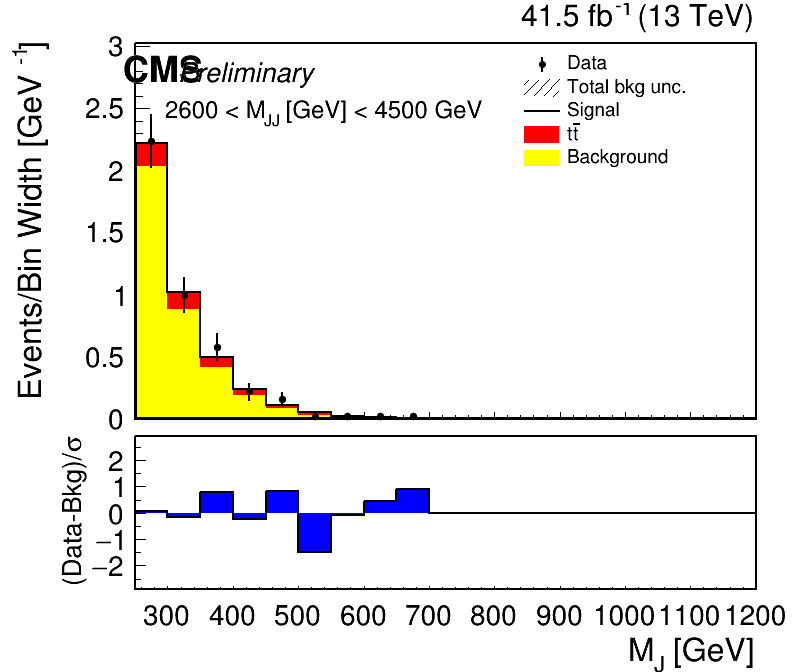 41.5 fb⁻¹ (13 TeV)
CMS Preliminary
2600 < M_JJ [GeV] < 4500 GeV
Data
Total bkg unc.
Signal
tt̄
Background
Events/Bin Width [GeV⁻¹]
3
2.5
2
1.5
1
0.5
0
(Data-Bkg)/σ
2
1
0
−1
−2
300 400 500 600 700 800 900 1000 1100 1200
M_J [GeV]